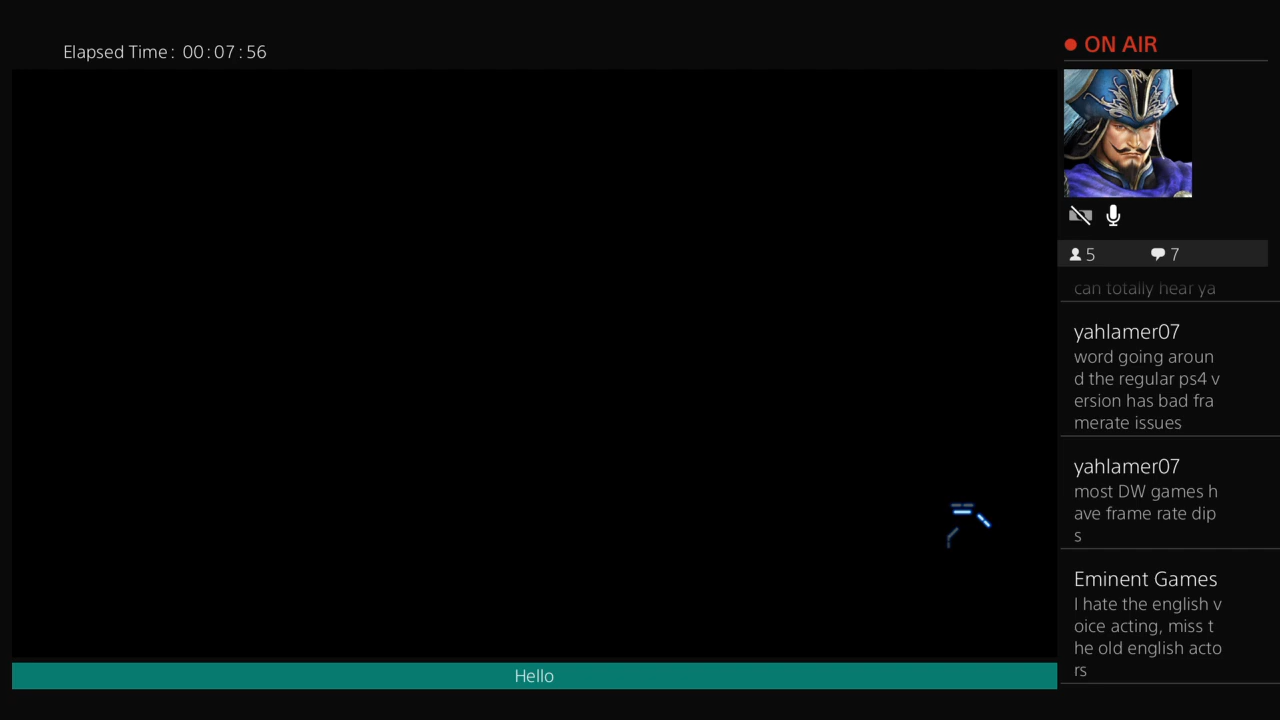 Elapsed Time: 00:07:56
ON AIR
5 7
can totally hear ya
yahlamer07
word going aroun
d the regular ps4 v
ersion has bad fra
merate issues
yahlamer07
most DW games h
ave frame rate dip
s
Eminent Games
I hate the english v
oice acting, miss t
he old english acto
rs
Hello